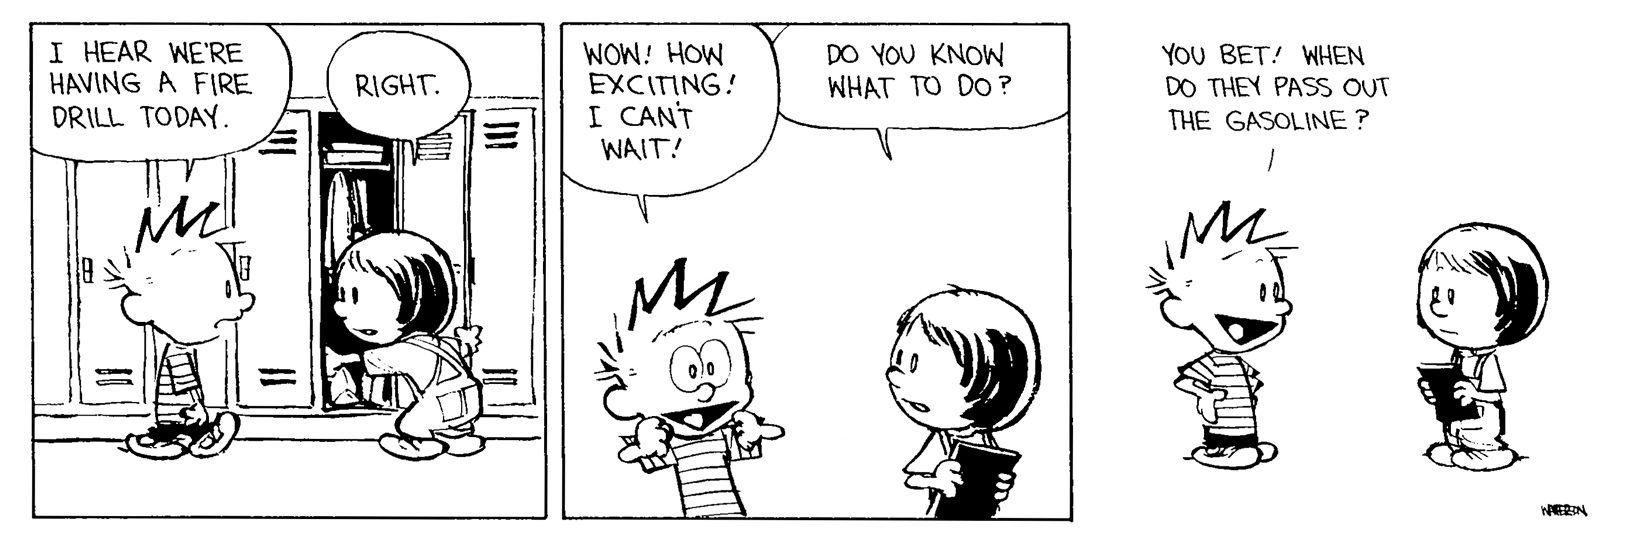 I HEAR WE'RE
HAVING A FIRE
DRILL TODAY.
RIGHT.
WOW! HOW
EXCITING!
I CAN'T
WAIT!
DO YOU KNOW
WHAT TO DO?
YOU BET! WHEN
DO THEY PASS OUT
THE GASOLINE?
WATTERSON